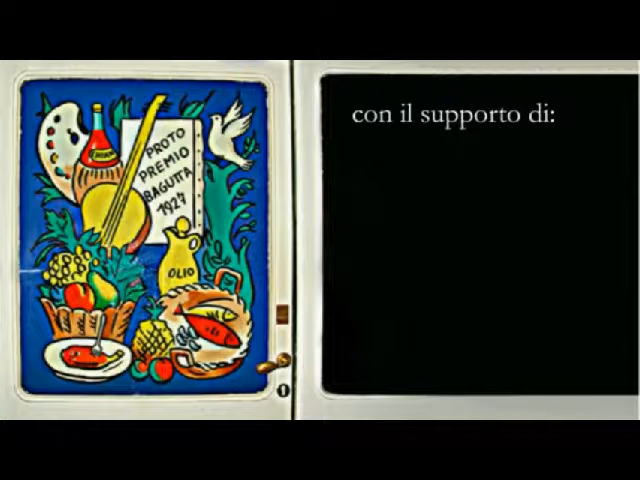 PROTO
PREMIO
BAGUTTA
1927
OLIO
con il supporto di: